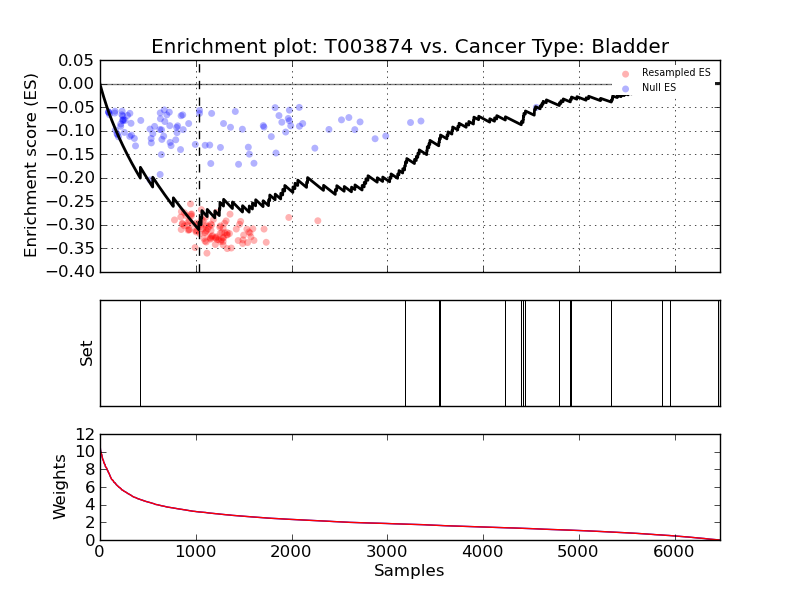 Enrichment plot: T003874 vs. Cancer Type: Bladder
Enrichment score (ES)
0.05
0.00
−0.05
−0.10
−0.15
−0.20
−0.25
−0.30
−0.35
−0.40
Resampled ES
Null ES
Set
Weights
12
10
8
6
4
2
0
0 1000 2000 3000 4000 5000 6000
Samples